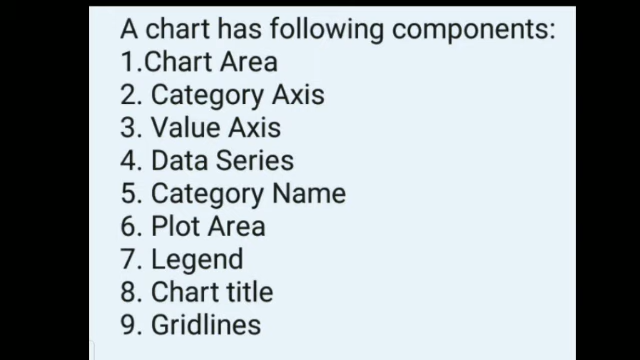 A chart has following components:
1.Chart Area
2. Category Axis
3. Value Axis
4. Data Series
5. Category Name
6. Plot Area
7. Legend
8. Chart title
9. Gridlines